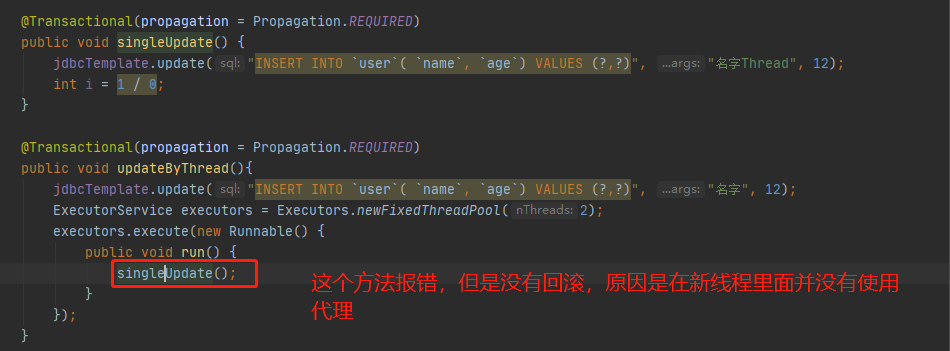 @Transactional(propagation = Propagation.REQUIRED)
public void singleUpdate() {
jdbcTemplate.update( sql: "INSERT INTO `user`( `name`, `age`) VALUES (?,?)", ...args: "名字Thread", 12);
int i = 1 / 0;
}
@Transactional(propagation = Propagation.REQUIRED)
public void updateByThread(){
jdbcTemplate.update( sql: "INSERT INTO `user`( `name`, `age`) VALUES (?,?)", ...args: "名字", 12);
ExecutorService executors = Executors.newFixedThreadPool( nThreads: 2);
executors.execute(new Runnable() {
public void run() {
singleUpdate();
这个方法报错，但是没有回滚，原因是在新线程里面并没有使用
代理
}
});
}